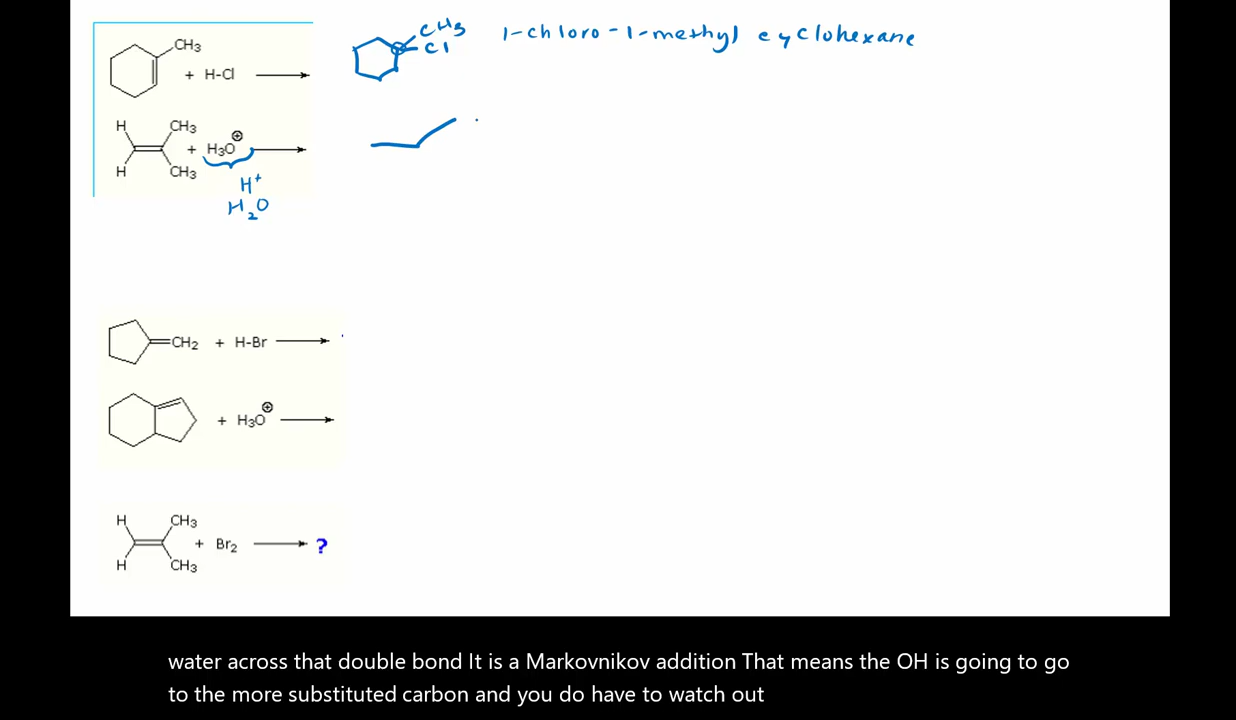 CH3
+ H-Cl
CH3
Cl
1-chloro-1-methyl cyclohexane
H CH3
+ H3O ⊕
H CH3
H+
H2O
=CH2 + H-Br
+ H3O ⊕
H CH3
+ Br2 ?
H CH3
water across that double bond It is a Markovnikov addition That means the OH is going to go
to the more substituted carbon and you do have to watch out